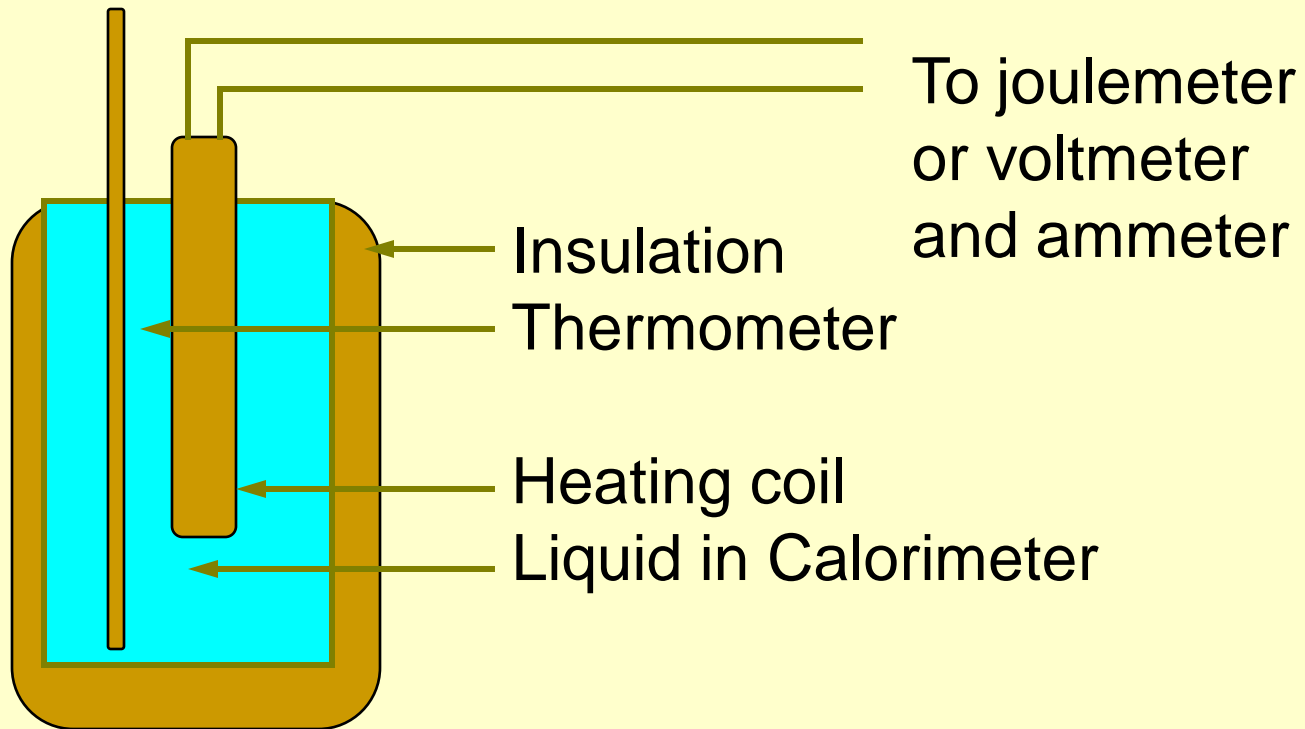 To joulemeter
or voltmeter
and ammeter
Insulation
Thermometer
Heating coil
Liquid in Calorimeter